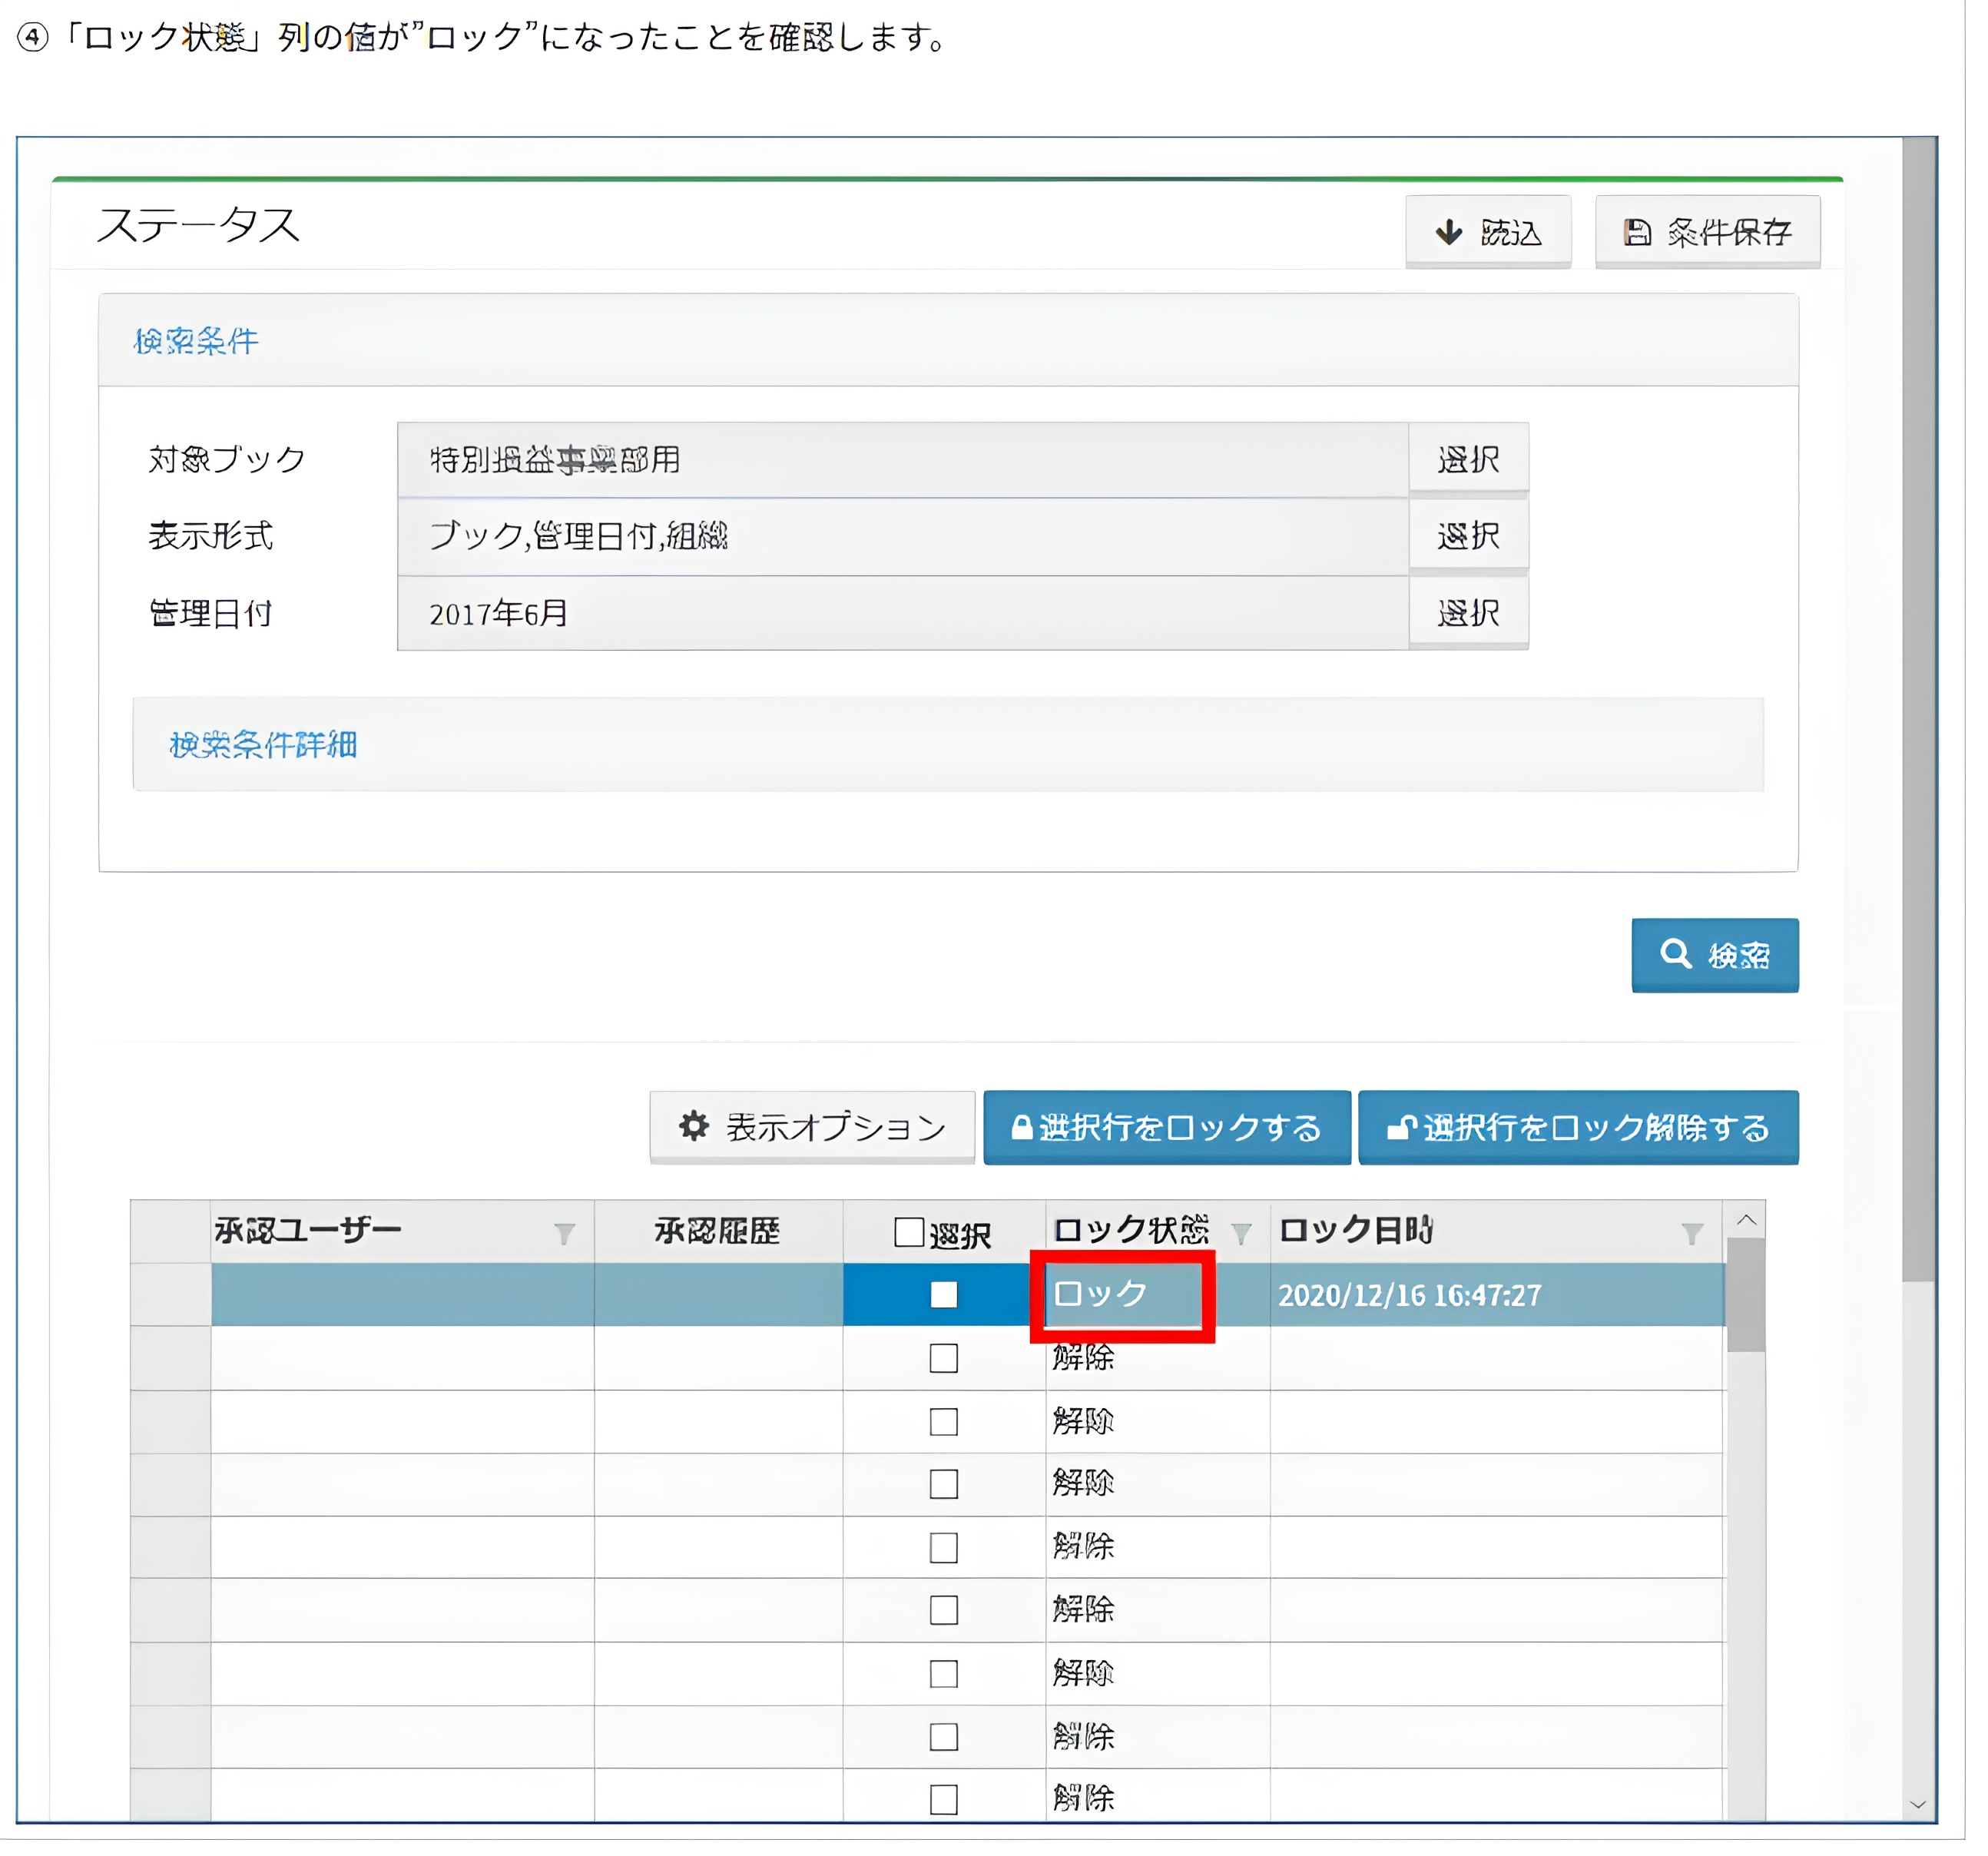 ④「ロック状態」列の値が”ロック”になったことを確認します。
ステータス
読込
条件保存
検索条件
対象ブック 特別損益事業部用 選択
表示形式 ブック,管理日付,組織 選択
管理日付 2017年6月 選択
検索条件詳細
検索
表示オプション 選択行をロックする 選択行をロック解除する
承認ユーザー 承認履歴 選択 ロック状態 ロック日時
ロック 2020/12/16 16:47:27
解除
解除
解除
解除
解除
解除
解除
解除